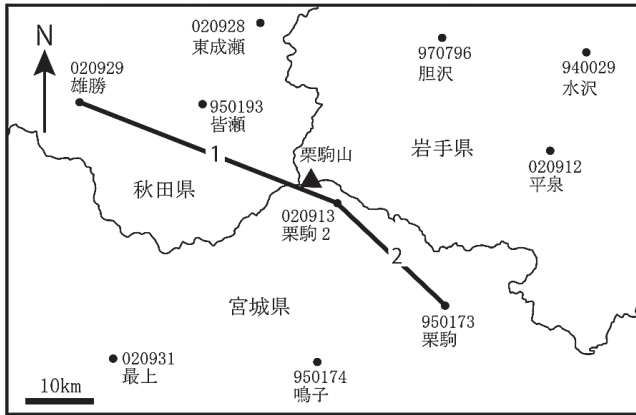 N
020928
東成瀬
970796
胆沢
940029
水沢
020929
雄勝
950193
皆瀬
1
栗駒山
岩手県
020912
平泉
秋田県
020913
栗駒2
2
宮城県
950173
栗駒
020931
最上
950174
鳴子
10km